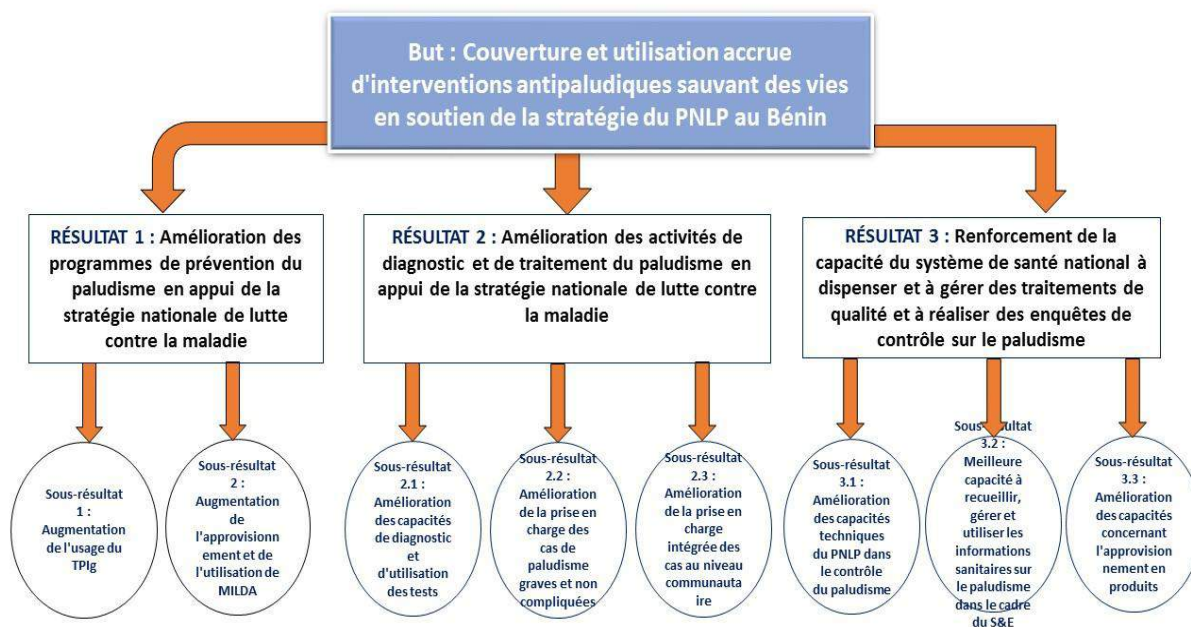 But : Couverture et utilisation accrue
d'interventions antipaludiques sauvant des vies
en soutien de la stratégie du PNLP au Bénin
RÉSULTAT 1 : Amélioration des
programmes de prévention du
paludisme en appui de la
stratégie nationale de lutte
contre la maladie
RÉSULTAT 2 : Amélioration des activités de
diagnostic et de traitement du paludisme en
appui de la stratégie nationale de lutte contre
la maladie
RÉSULTAT 3 : Renforcement de la
capacité du système de santé national à
dispenser et à gérer des traitements de
qualité et à réaliser des enquêtes de
contrôle sur le paludisme
Sous-résultat
1 :
Augmentation
de l'usage du
TPIg
Sous-résultat
2 :
Augmentation
de
l'approvisionn
ement et de
l'utilisation de
MILDA
Sous-résultat
2.1 :
Amélioration
des capacités
de diagnostic
et
d'utilisation
des tests
Sous-résultat
2.2 :
Amélioration
de la prise en
charge des
cas de
paludisme
graves et non
compliquées
Sous-résultat
2.3 :
Amélioration
de la prise en
charge
intégrée des
cas au niveau
communauta
ire
Sous-résultat
3.1 :
Amélioration
des capacités
techniques
du PNLP dans
le contrôle
du paludisme
Sous-résultat
3.2 :
Meilleure
capacité à
recueillir,
gérer et
utiliser les
informations
sanitaires sur
le paludisme
dans le cadre
du S&E
Sous-résultat
3.3 :
Amélioration
des capacités
concernant
l'approvision
nement en
produits